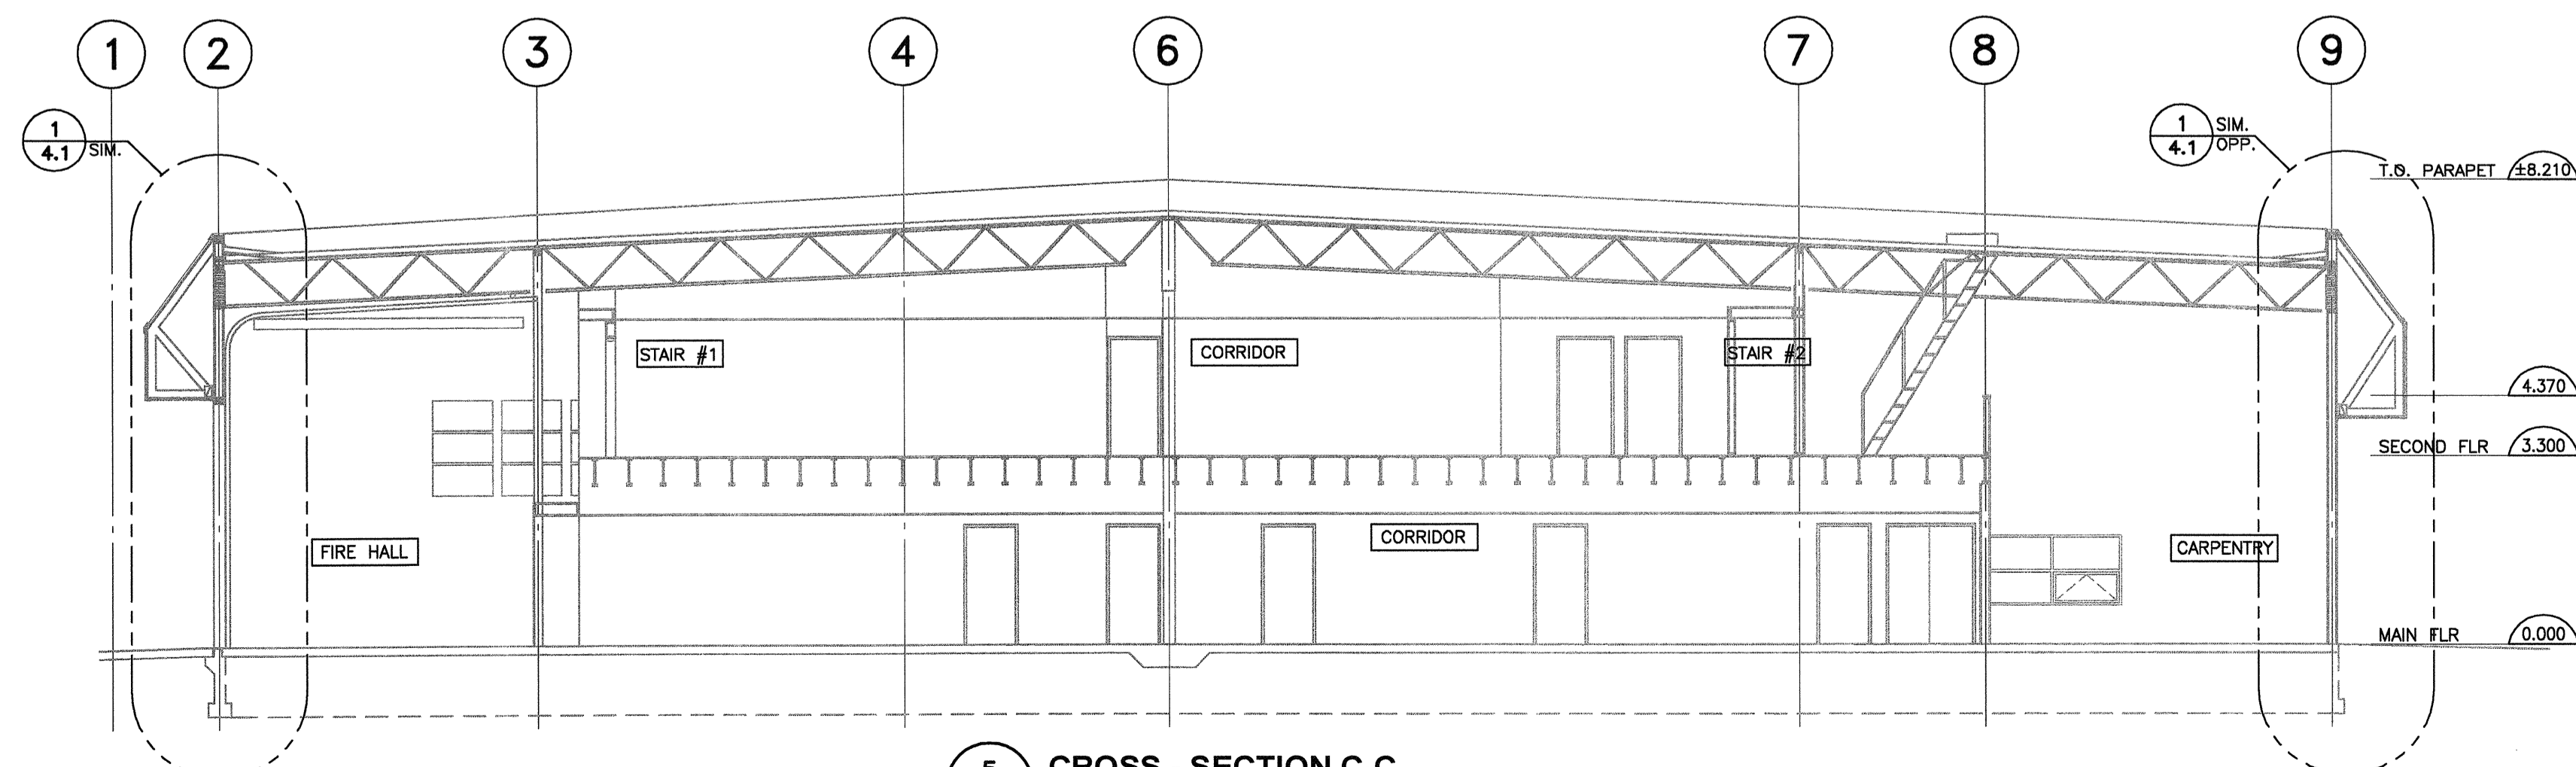 1 2 3 4 6 7 8 9
1
4.1 SIM.
1 SIM.
4.1 OPP.
T.O. PARAPET ±8.210
STAIR #1
CORRIDOR
STAIR #2
4.370
SECOND FLR 3.300
FIRE HALL
CORRIDOR
CARPENTRY
MAIN FLR 0.000
CROSS SECTION C-C